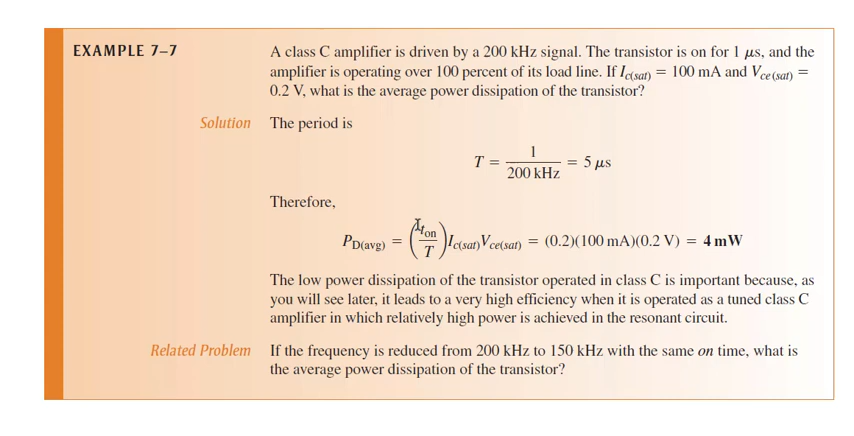 EXAMPLE 7–7
A class C amplifier is driven by a 200 kHz signal. The transistor is on for 1 μs, and the
amplifier is operating over 100 percent of its load line. If I_c(sat) = 100 mA and V_ce(sat) =
0.2 V, what is the average power dissipation of the transistor?
Solution The period is
T = 1/200 kHz = 5 μs
Therefore,
P_D(avg) = (t_on/T)I_c(sat)V_ce(sat) = (0.2)(100 mA)(0.2 V) = 4 mW
The low power dissipation of the transistor operated in class C is important because, as
you will see later, it leads to a very high efficiency when it is operated as a tuned class C
amplifier in which relatively high power is achieved in the resonant circuit.
Related Problem If the frequency is reduced from 200 kHz to 150 kHz with the same on time, what is
the average power dissipation of the transistor?